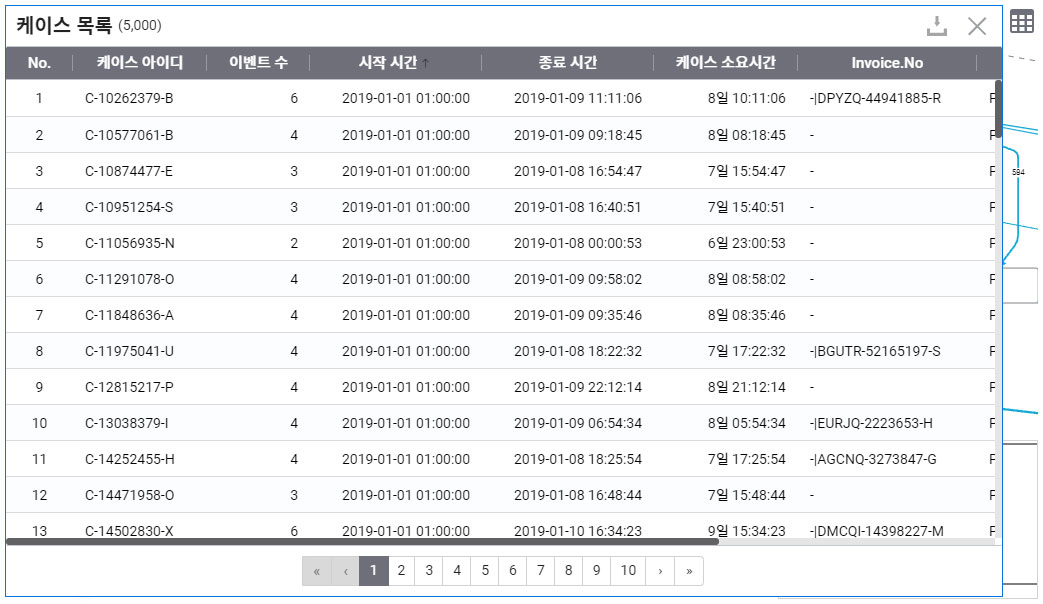 케이스 목록 (5,000)
No. 케이스 아이디 이벤트 수 시작 시간 ↑ 종료 시간 케이스 소요시간 Invoice.No
1 C-10262379-B 6 2019-01-01 01:00:00 2019-01-09 11:11:06 8일 10:11:06 -|DPYZQ-44941885-R F
2 C-10577061-B 4 2019-01-01 01:00:00 2019-01-09 09:18:45 8일 08:18:45 - F
3 C-10874477-E 3 2019-01-01 01:00:00 2019-01-08 16:54:47 7일 15:54:47 - F
4 C-10951254-S 3 2019-01-01 01:00:00 2019-01-08 16:40:51 7일 15:40:51 - F
5 C-11056935-N 2 2019-01-01 01:00:00 2019-01-08 00:00:53 6일 23:00:53 - F
6 C-11291078-O 4 2019-01-01 01:00:00 2019-01-09 09:58:02 8일 08:58:02 - F
7 C-11848636-A 4 2019-01-01 01:00:00 2019-01-09 09:35:46 8일 08:35:46 - F
8 C-11975041-U 4 2019-01-01 01:00:00 2019-01-08 18:22:32 7일 17:22:32 -|BGUTR-52165197-S F
9 C-12815217-P 4 2019-01-01 01:00:00 2019-01-09 22:12:14 8일 21:12:14 - F
10 C-13038379-I 4 2019-01-01 01:00:00 2019-01-09 06:54:34 8일 05:54:34 -|EURJQ-2223653-H F
11 C-14252455-H 4 2019-01-01 01:00:00 2019-01-08 18:25:54 7일 17:25:54 -|AGCNQ-3273847-G F
12 C-14471958-O 3 2019-01-01 01:00:00 2019-01-08 16:48:44 7일 15:48:44 - F
13 C-14502830-X 6 2019-01-01 01:00:00 2019-01-10 16:34:23 9일 15:34:23 -|DMCQI-14398227-M F
« ‹ 1 2 3 4 5 6 7 8 9 10 › »